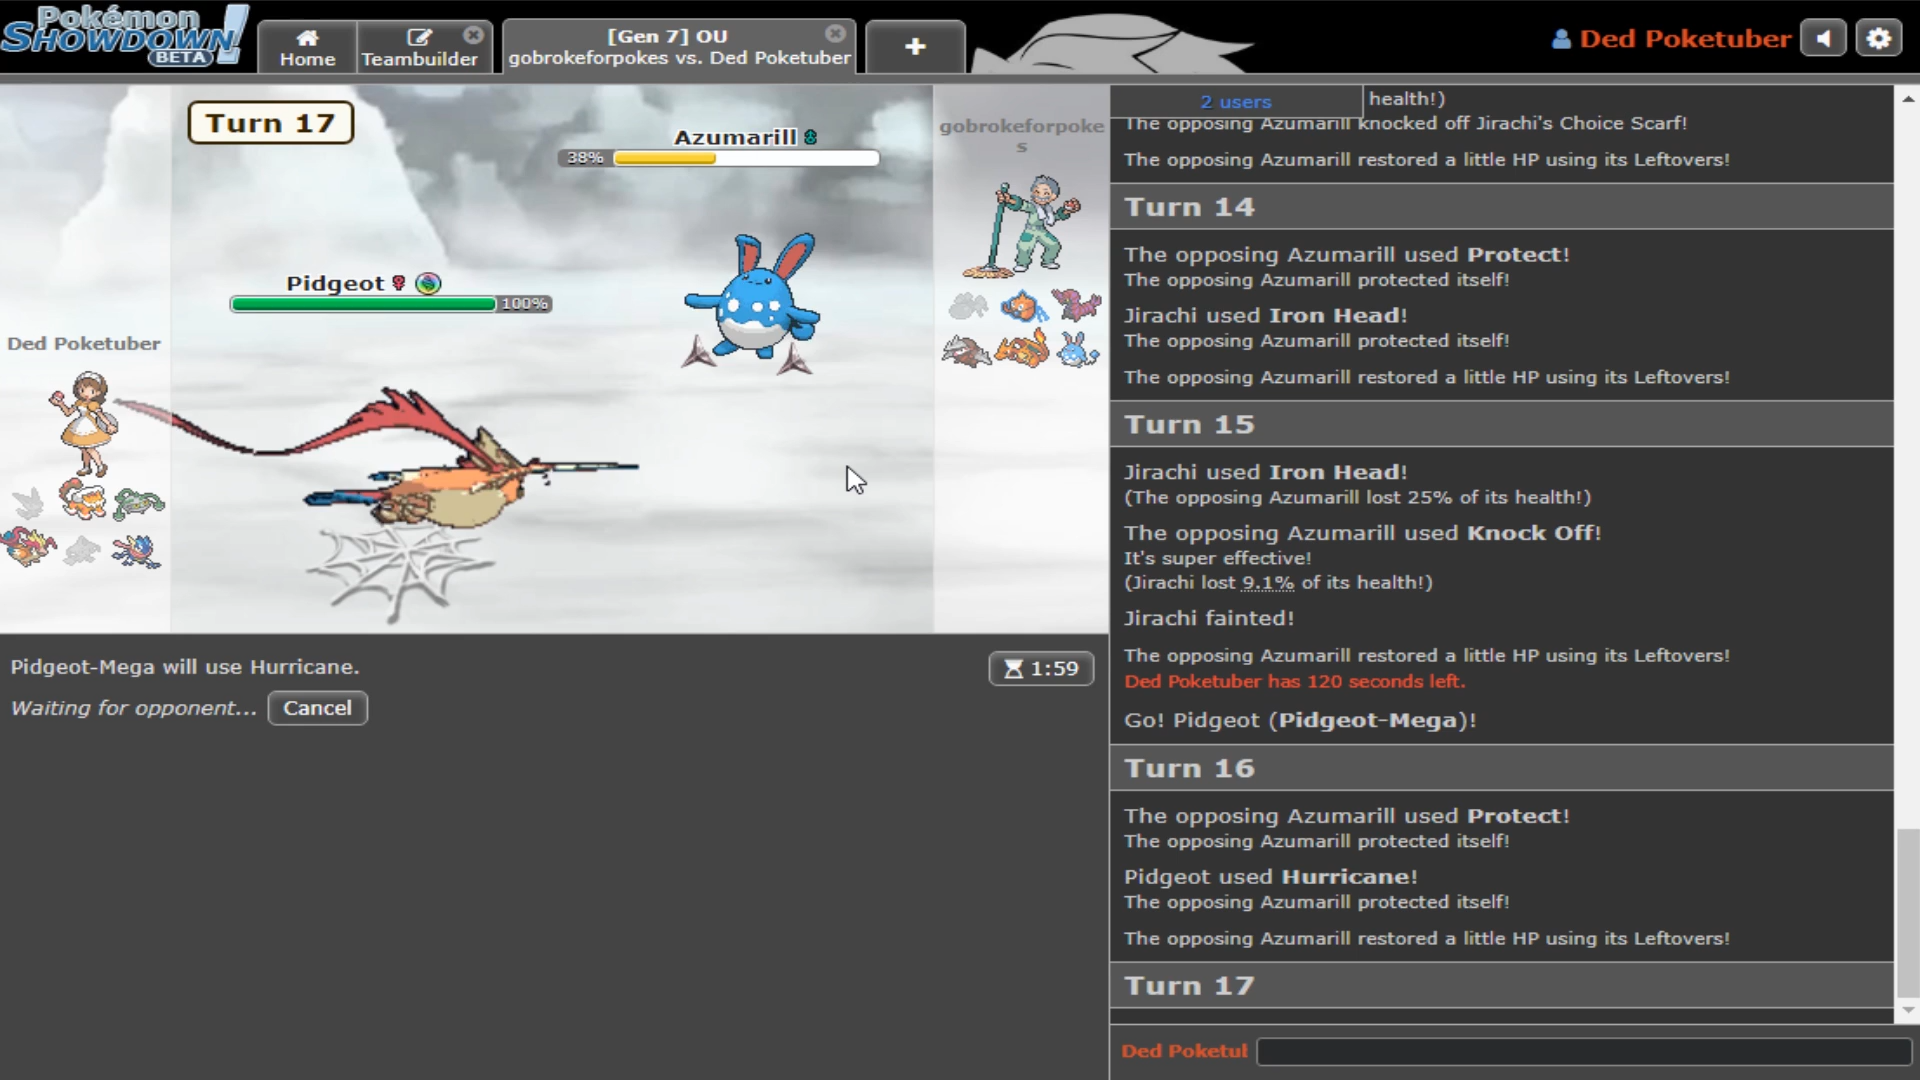 Pokémon
SHOWDOWN!
BETA
Home
Teambuilder
[Gen 7] OU
gobrokeforpokes vs. Ded Poketuber
+
Ded Poketuber
Turn 17
Azumarill
38%
Pidgeot
100%
Ded Poketuber
gobrokeforpoke
s
Pidgeot-Mega will use Hurricane.
1:59
Waiting for opponent...
Cancel
2 users
health!)
The opposing Azumarill knocked off Jirachi's Choice Scarf!
The opposing Azumarill restored a little HP using its Leftovers!
Turn 14
The opposing Azumarill used Protect!
The opposing Azumarill protected itself!
Jirachi used Iron Head!
The opposing Azumarill protected itself!
The opposing Azumarill restored a little HP using its Leftovers!
Turn 15
Jirachi used Iron Head!
(The opposing Azumarill lost 25% of its health!)
The opposing Azumarill used Knock Off!
It's super effective!
(Jirachi lost 9.1% of its health!)
Jirachi fainted!
The opposing Azumarill restored a little HP using its Leftovers!
Ded Poketuber has 120 seconds left.
Go! Pidgeot (Pidgeot-Mega)!
Turn 16
The opposing Azumarill used Protect!
The opposing Azumarill protected itself!
Pidgeot used Hurricane!
The opposing Azumarill protected itself!
The opposing Azumarill restored a little HP using its Leftovers!
Turn 17
Ded Poketul